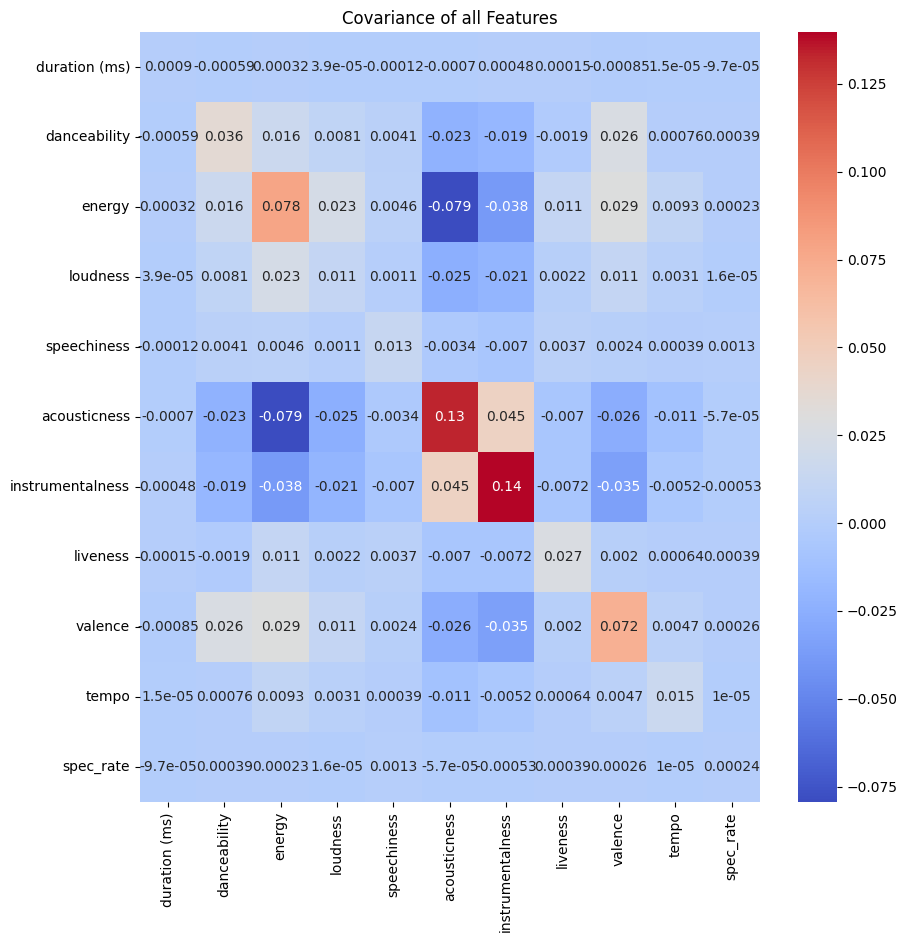 Covariance of all Features
duration (ms) 0.0009 -0.00059 0.00032 3.9e-05 -0.00012 -0.0007 0.00048 0.00015 -0.00085 1.5e-05 -9.7e-05
danceability -0.00059 0.036 0.016 0.0081 0.0041 -0.023 -0.019 -0.0019 0.026 0.00076 0.00039
energy -0.00032 0.016 0.078 0.023 0.0046 -0.079 -0.038 0.011 0.029 0.0093 0.00023
loudness 3.9e-05 0.0081 0.023 0.011 0.0011 -0.025 -0.021 0.0022 0.011 0.0031 1.6e-05
speechiness -0.00012 0.0041 0.0046 0.0011 0.013 -0.0034 -0.007 0.0037 0.0024 0.00039 0.0013
acousticness -0.0007 -0.023 -0.079 -0.025 -0.0034 0.13 0.045 -0.007 -0.026 -0.011 -5.7e-05
instrumentalness -0.00048 -0.019 -0.038 -0.021 -0.007 0.045 0.14 -0.0072 -0.035 -0.0052 -0.00053
liveness -0.00015 -0.0019 0.011 0.0022 0.0037 -0.007 -0.0072 0.027 0.002 0.00064 0.00039
valence -0.00085 0.026 0.029 0.011 0.0024 -0.026 -0.035 0.002 0.072 0.0047 0.00026
tempo 1.5e-05 0.00076 0.0093 0.0031 0.00039 -0.011 -0.0052 0.00064 0.0047 0.015 1e-05
spec_rate -9.7e-05 0.00039 0.00023 1.6e-05 0.0013 -5.7e-05 -0.00053 0.00039 0.00026 1e-05 0.00024
duration (ms)
danceability
energy
loudness
speechiness
acousticness
instrumentalness
liveness
valence
tempo
spec_rate
0.125
0.100
0.075
0.050
0.025
0.000
−0.025
−0.050
−0.075